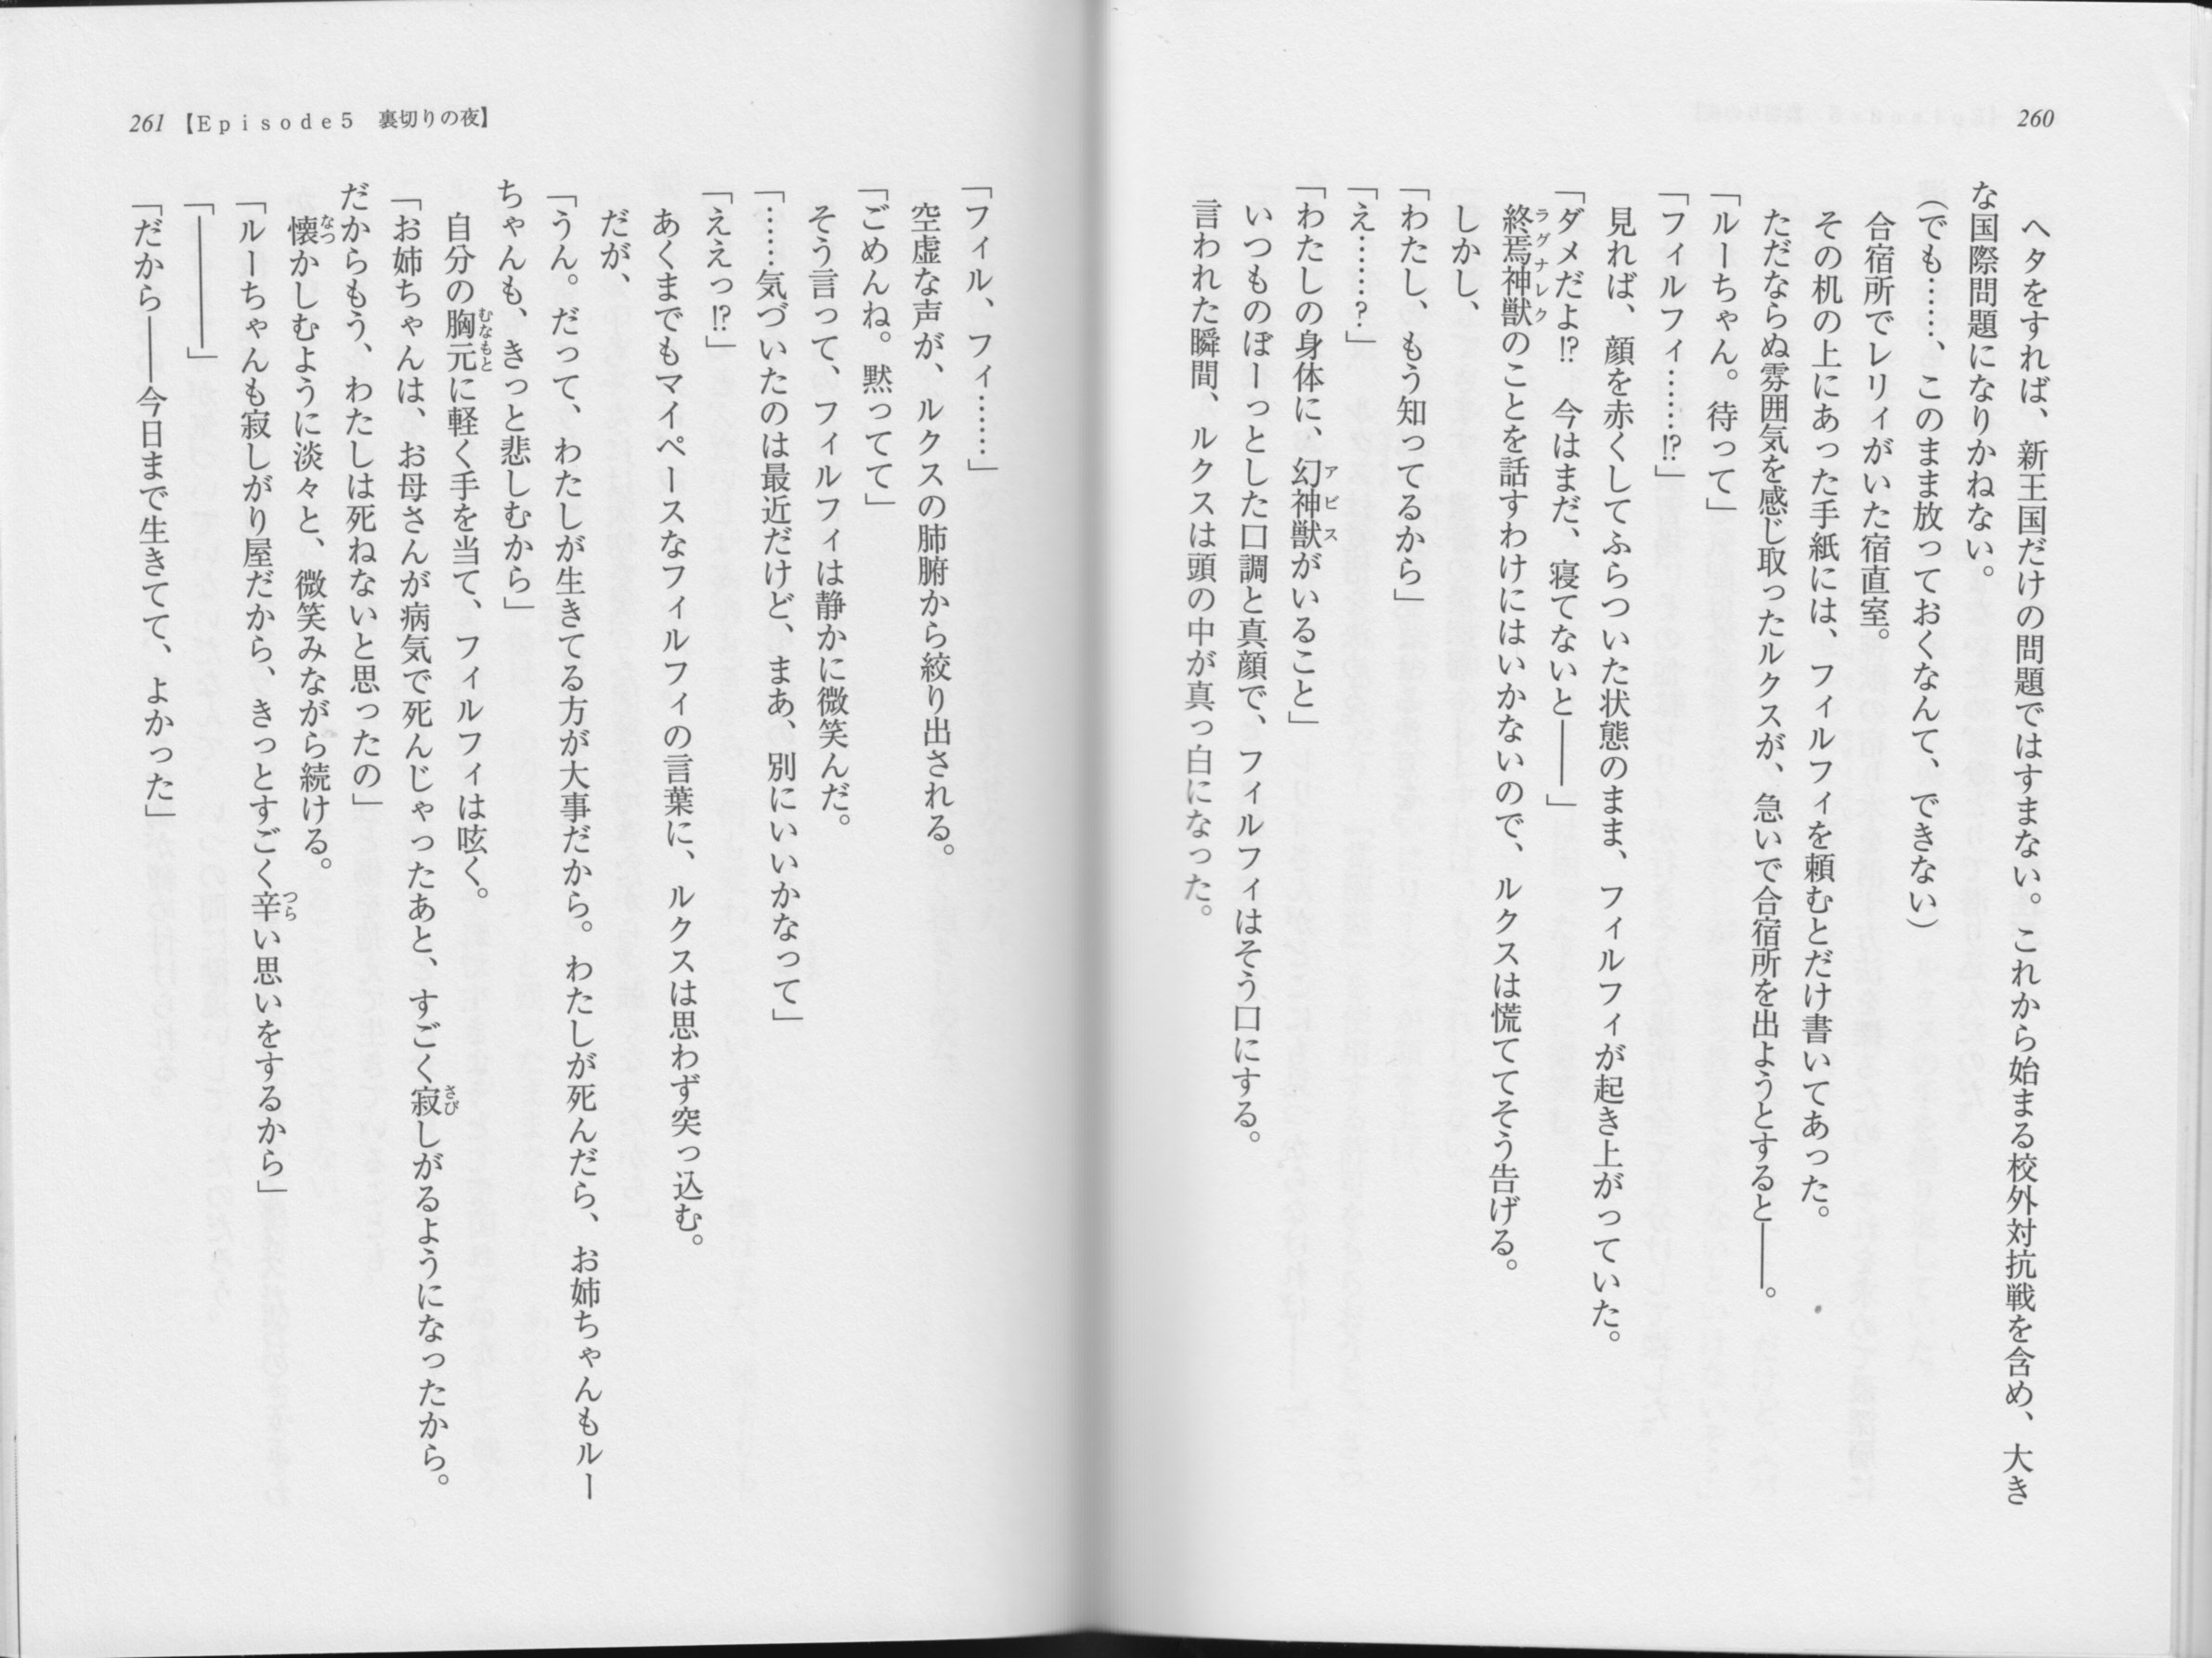 260
　ヘタをすれば、新王国だけの問題ではすまない。これから始まる校外対抗戦を含め、大き
な国際問題になりかねない。
（でも……、このまま放っておくなんて、できない）
　合宿所でレリィがいた宿直室。
　その机の上にあった手紙には、フィルフィを頼むとだけ書いてあった。
　ただならぬ雰囲気を感じ取ったルクスが、急いで合宿所を出ようとすると――。
「ルーちゃん。待って」
「フィルフィ……!?」
　見れば、顔を赤くしてふらついた状態のまま、フィルフィが起き上がっていた。
「ダメだよ!?　今はまだ、寝てないと――」
　終焉神獣のことを話すわけにはいかないので、ルクスは慌ててそう告げる。
ラグナレク
　しかし、
「わたし、もう知ってるから」
「え……？」
「わたしの身体に、幻神獣がいること」
アビス
　いつものぼーっとした口調と真顔で、フィルフィはそう口にする。
　言われた瞬間、ルクスは頭の中が真っ白になった。
261【Episode5　裏切りの夜】
「フィル、フィ……」
　空虚な声が、ルクスの肺腑から絞り出される。
「ごめんね。黙ってて」
　そう言って、フィルフィは静かに微笑んだ。
「……気づいたのは最近だけど、まあ、別にいいかなって」
「ええっ!?」
　あくまでもマイペースなフィルフィの言葉に、ルクスは思わず突っ込む。
　だが、
「うん。だって、わたしが生きてる方が大事だから。わたしが死んだら、お姉ちゃんもルー
ちゃんも、きっと悲しむから」
　自分の胸元に軽く手を当て、フィルフィは呟く。
むなもと
「お姉ちゃんは、お母さんが病気で死んじゃったあと、すごく寂しがるようになったから。
さび
だからもう、わたしは死ねないと思ったの」
　懐かしむように淡々と、微笑みながら続ける。
なつ
「ルーちゃんも寂しがり屋だから、きっとすごく辛い思いをするから」
つら
「――――」
「だから――今日まで生きてて、よかった」